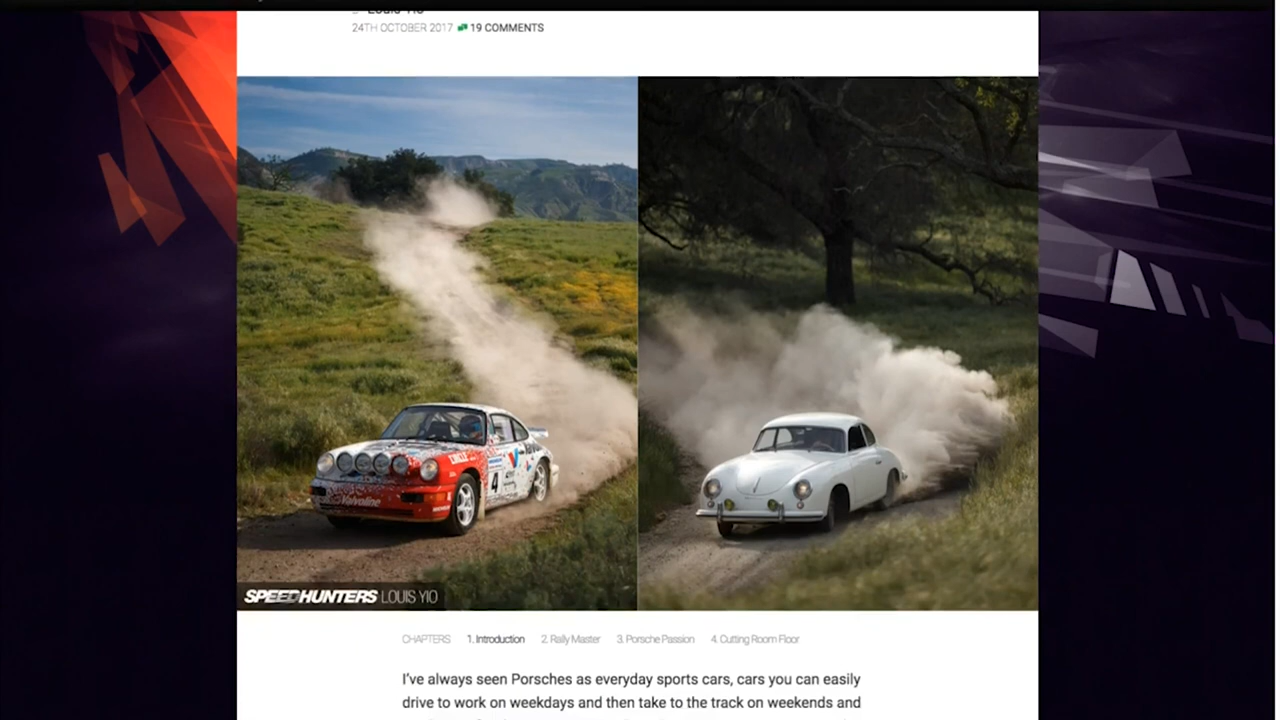 24TH OCTOBER 2017 19 COMMENTS
4
Valvoline
SPEEDHUNTERS LOUIS YIO
CHAPTERS 1. Introduction 2. Rally Master 3. Porsche Passion 4. Cutting Room Floor
I've always seen Porsches as everyday sports cars, cars you can easily
drive to work on weekdays and then take to the track on weekends and